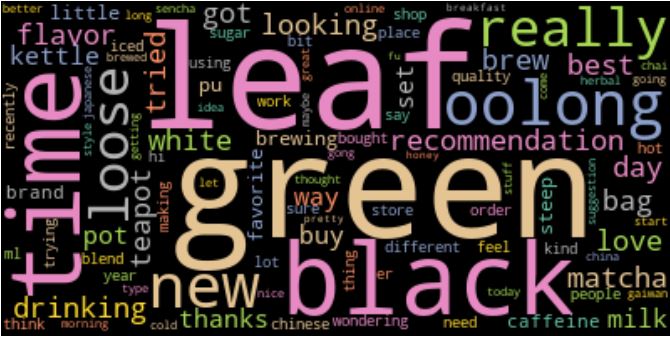 better
long
sencha
online
breakfast
little
got
looking
shop
really
flavor
iced
sugar
bit
place
chai
kettle
brewed
tried
leaf
great
set
brew
best
using
quality
herbal
going
recently
time
japanese
style
loose
pu
idea
work
maybe
fu
say
oolong
come
getting
white
brewing
bought
recommendation
hot
hi
gong
honey
brand
teapot
making
green
let
favorite
thought
sure
way
pretty
store
order
stuff
steep
suggestion
day
bag
trying
pot
buy
different
feel
kind
love
start
ml
blend
lot
thing
er
china
year
new
black
matcha
type
nice
today
people
gaiwan
drinking
think
morning
cold
thanks
chinese
wondering
need
caffeine
milk